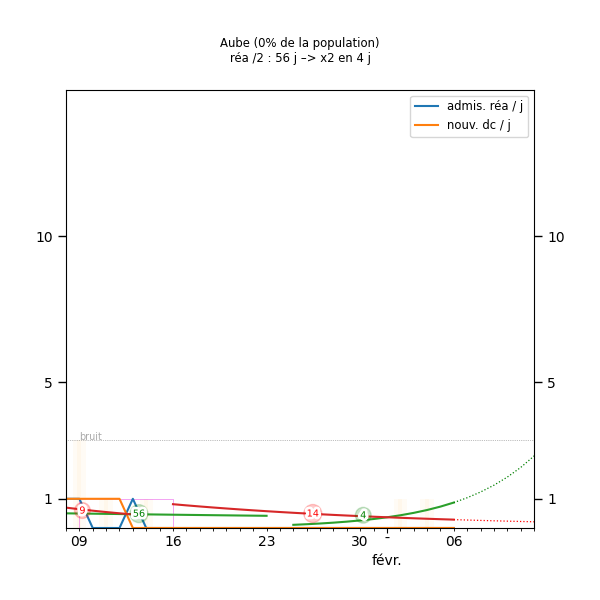 Aube (0% de la population)
réa /2 : 56 j –> x2 en 4 j
admis. réa / j
nouv. dc / j
10
10
5
5
bruit
1
1
9
56
14
4
09
16
23
30
-
06
févr.